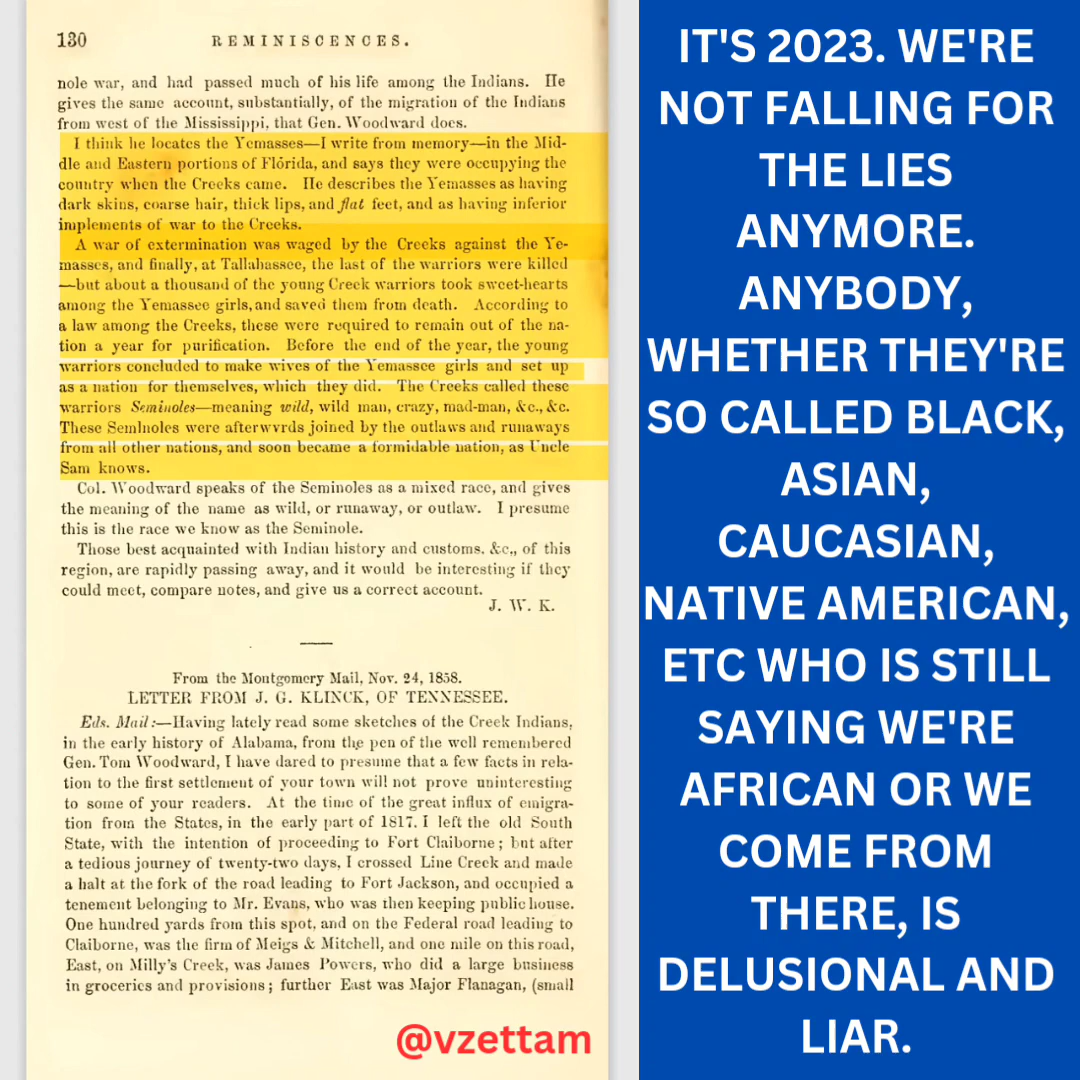 130
REMINISCENCES.
nole war, and had passed much of his life among the Indians. He
gives the same account, substantially, of the migration of the Indians
from west of the Mississippi, that Gen. Woodward does.
I think he locates the Yemasses—I write from memory—in the Mid-
dle and Eastern portions of Flórida, and says they were occupying the
country when the Creeks came. He describes the Yemasses as having
dark skins, coarse hair, thick lips, and flat feet, and as having inferior
implements of war to the Creeks.
A war of extermination was waged by the Creeks against the Ye-
masses, and finally, at Tallahassee, the last of the warriors were killed
—but about a thousand of the young Creek warriors took sweet-hearts
among the Yemassee girls, and saved them from death. According to
a law among the Creeks, these were required to remain out of the na-
tion a year for purification. Before the end of the year, the young
warriors concluded to make wives of the Yemassee girls and set up
as a nation for themselves, which they did. The Creeks called these
warriors Seminoles—meaning wild, wild man, crazy, mad-man, &c., &c.
These Semlnoles were afterwvrds joined by the outlaws and runaways
from all other nations, and soon became a formidable nation, as Uncle
Sam knows.
Col. Woodward speaks of the Seminoles as a mixed race, and gives
the meaning of the name as wild, or runaway, or outlaw. I presume
this is the race we know as the Seminole.
Those best acquainted with Indian history and customs. &c., of this
region, are rapidly passing away, and it would be interesting if they
could meet, compare notes, and give us a correct account.
J. W. K.
From the Montgomery Mail, Nov. 24, 1858.
LETTER FROM J. G. KLINCK, OF TENNESSEE.
Eds. Mail:—Having lately read some sketches of the Creek Indians,
in the early history of Alabama, from the pen of the well remembered
Gen. Tom Woodward, I have dared to presume that a few facts in rela-
tion to the first settlement of your town will not prove uninteresting
to some of your readers. At the time of the great influx of emigra-
tion from the States, in the early part of 1817. I left the old South
State, with the intention of proceeding to Fort Claiborne; but after
a tedious journey of twenty-two days, I crossed Line Creek and made
a halt at the fork of the road leading to Fort Jackson, and occupied a
tenement belonging to Mr. Evans, who was then keeping public house.
One hundred yards from this spot, and on the Federal road leading to
Claiborne, was the firm of Meigs & Mitchell, and one mile on this road,
East, on Milly's Creek, was James Powers, who did a large business
in groceries and provisions; further East was Major Flanagan, (small
@vzettam
IT'S 2023. WE'RE
NOT FALLING FOR
THE LIES
ANYMORE.
ANYBODY,
WHETHER THEY'RE
SO CALLED BLACK,
ASIAN,
CAUCASIAN,
NATIVE AMERICAN,
ETC WHO IS STILL
SAYING WE'RE
AFRICAN OR WE
COME FROM
THERE, IS
DELUSIONAL AND
LIAR.